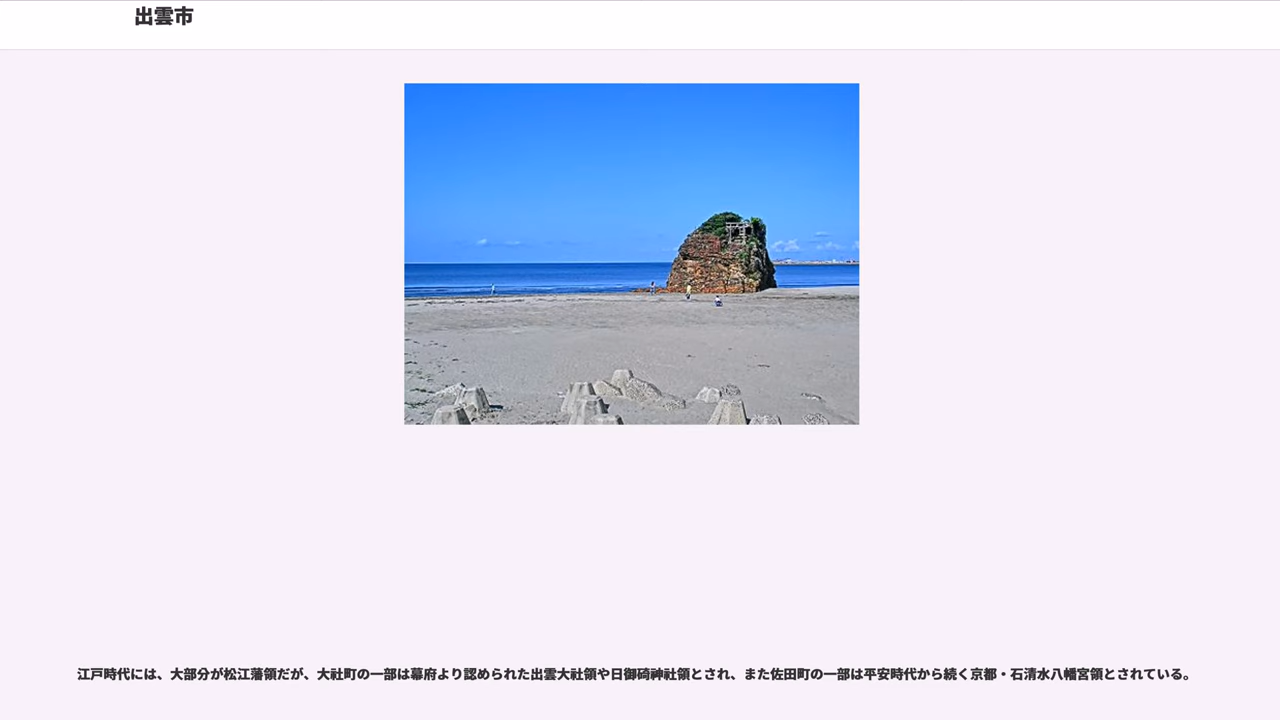 出雲市
江戸時代には、大部分が松江藩領だが、大社町の一部は幕府より認められた出雲大社領や日御碕神社領とされ、また佐田町の一部は平安時代から続く京都・石清水八幡宮領とされている。